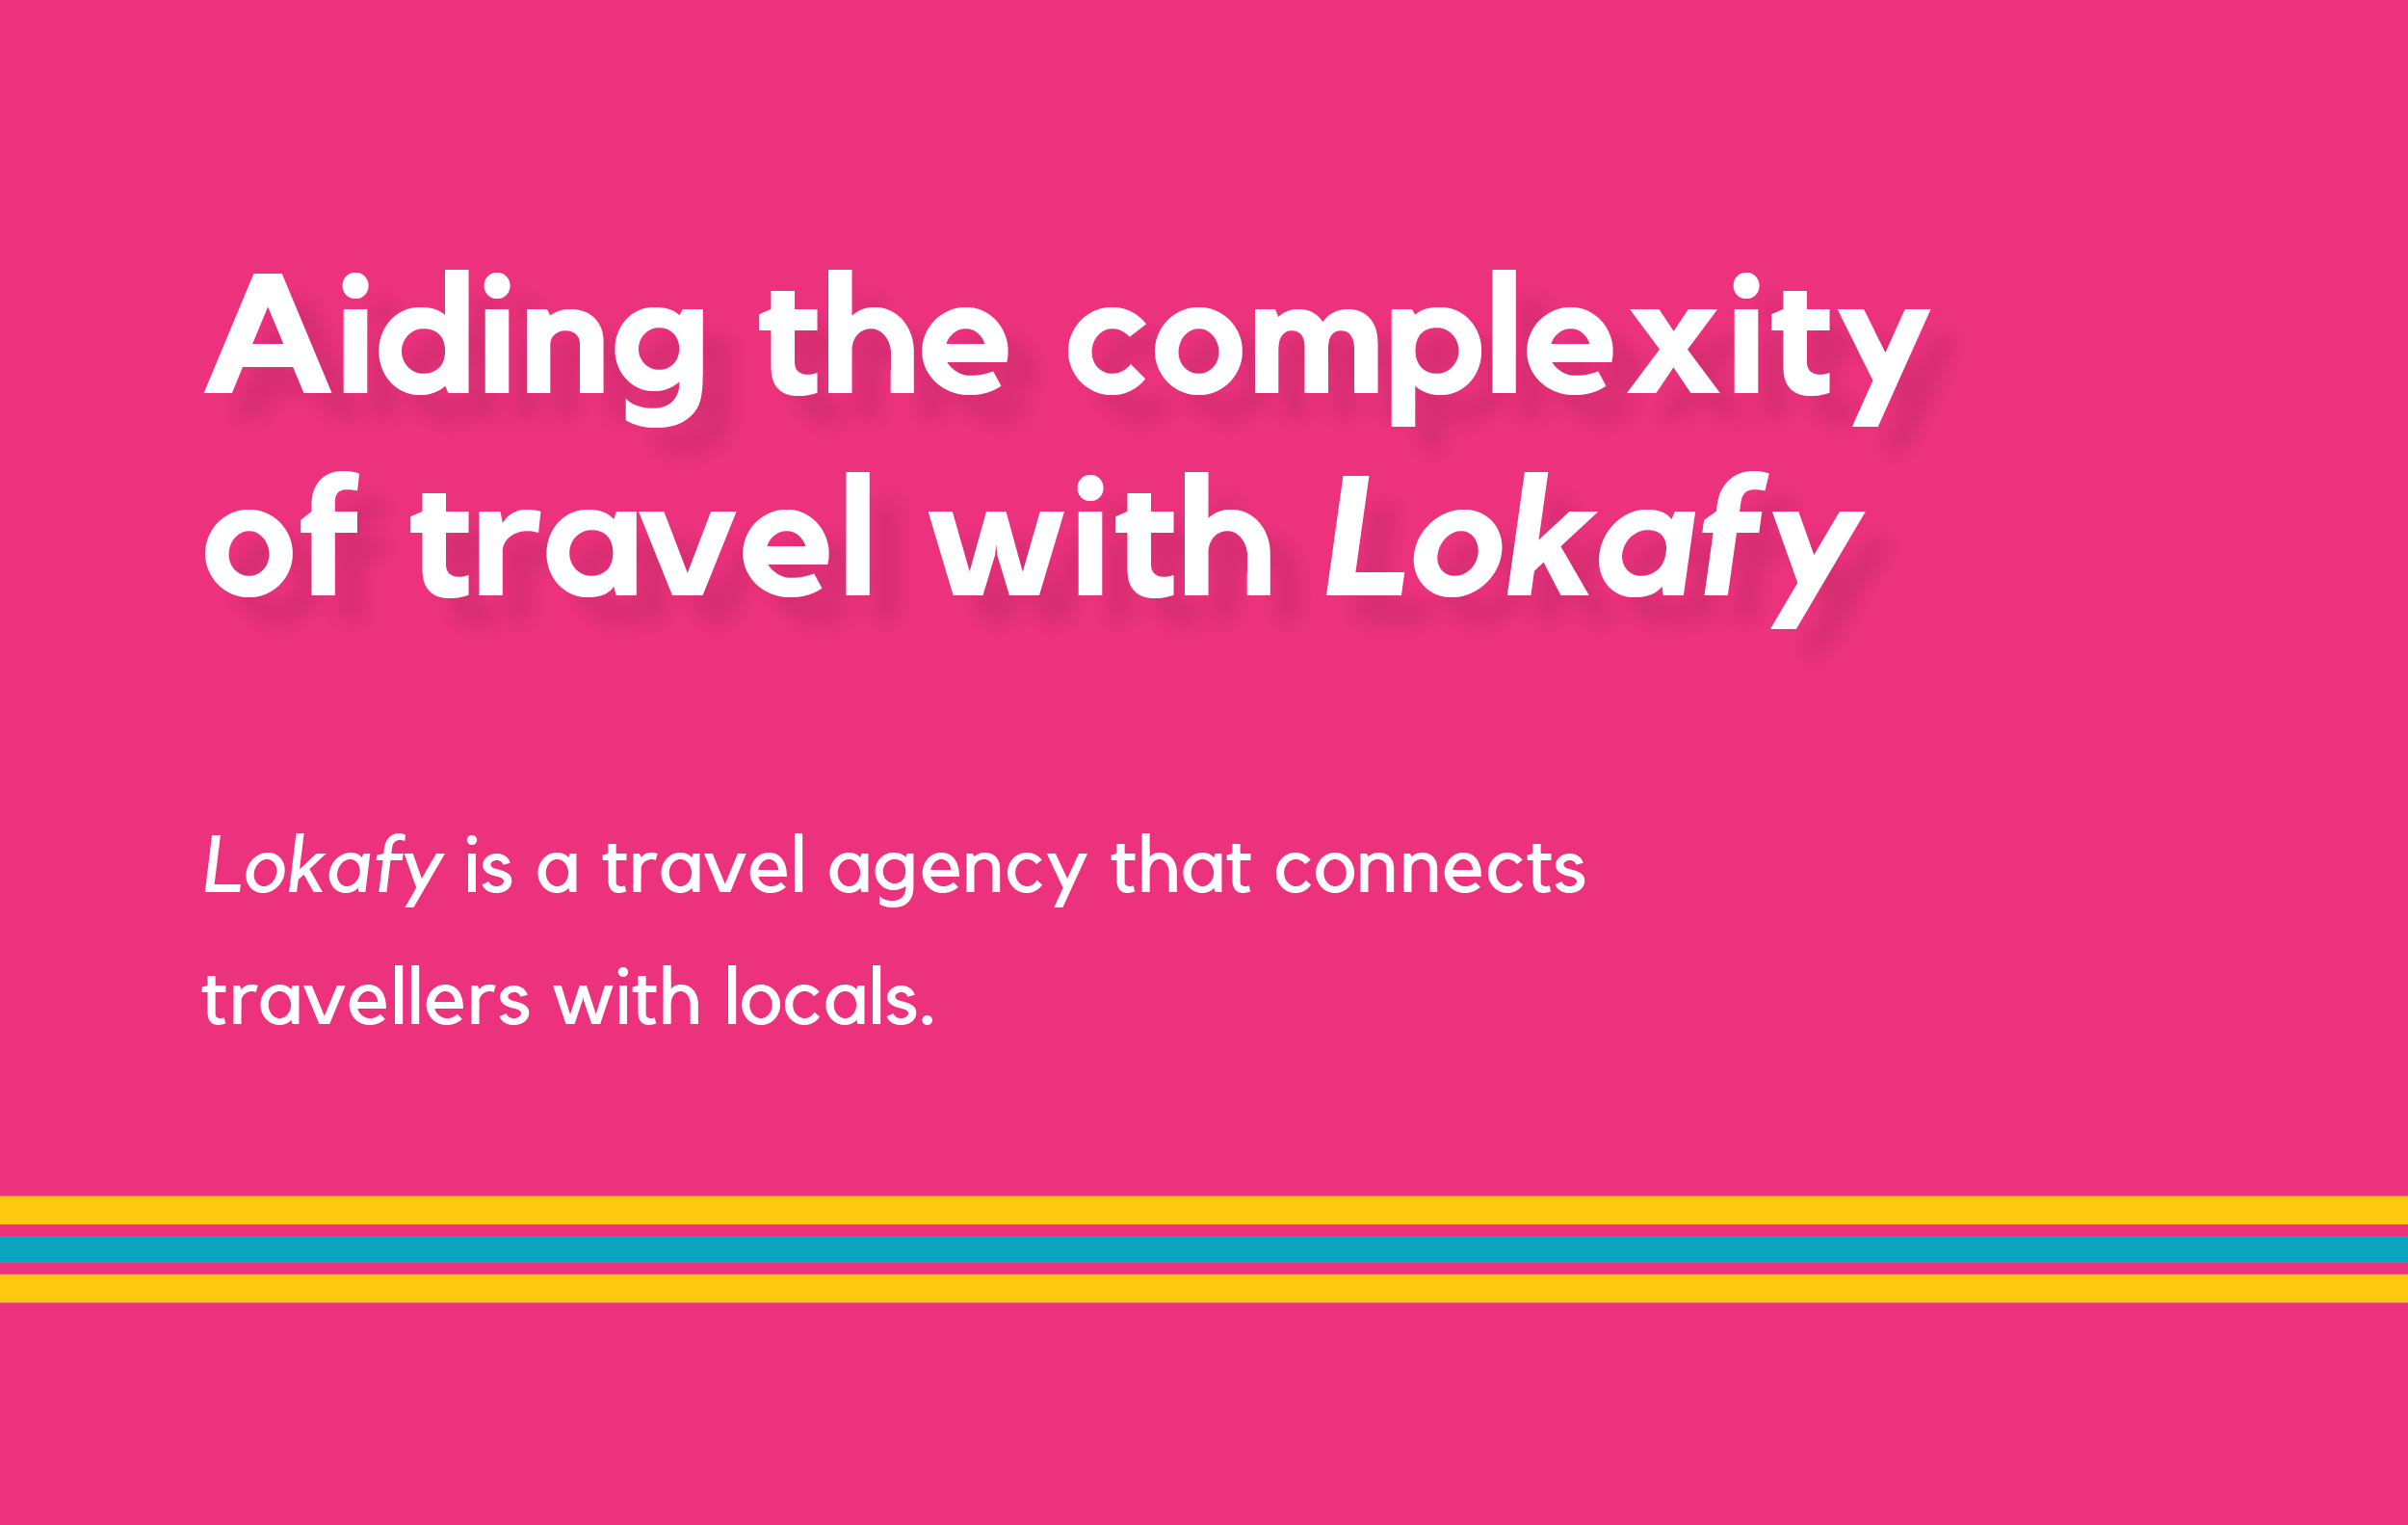 Aiding the complexity
of travel with Lokafy
Lokafy is a travel agency that connects
travellers with locals.